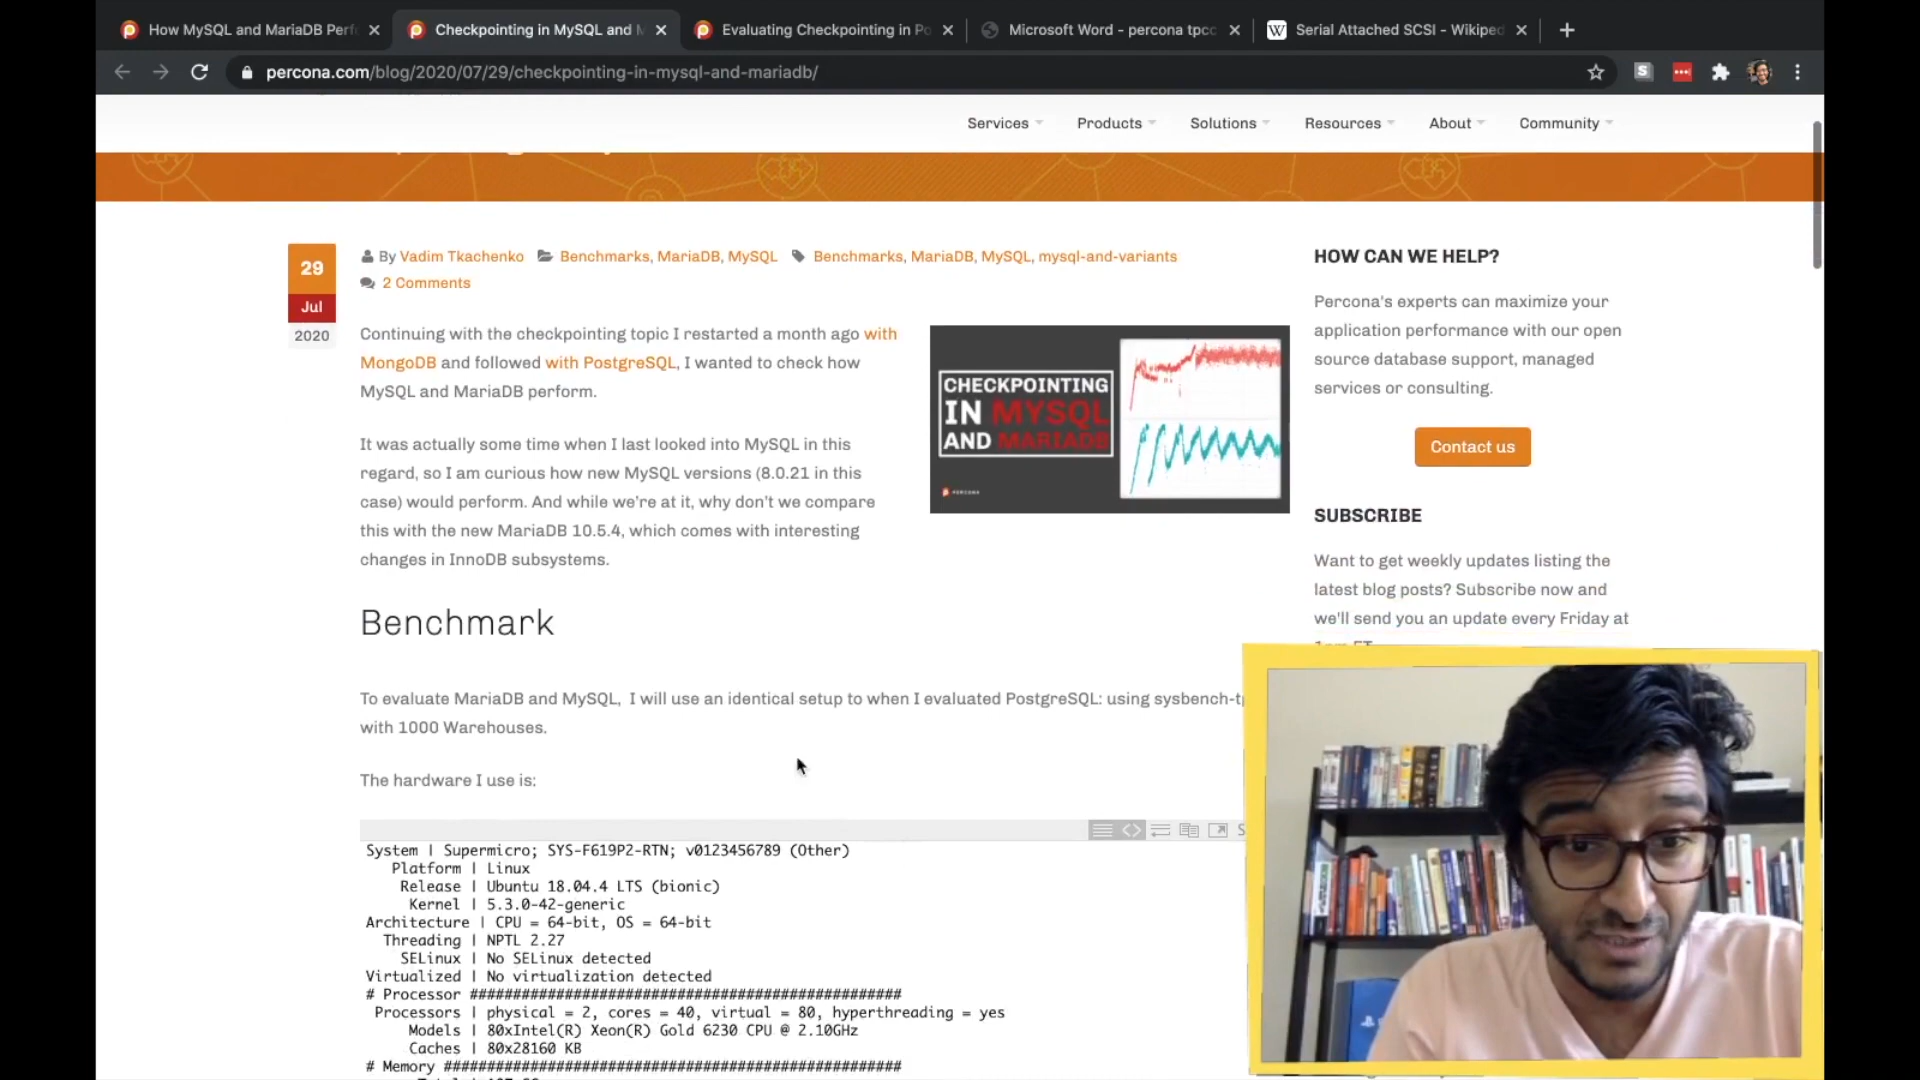 How MySQL and MariaDB Perf
Checkpointing in MySQL and M
Evaluating Checkpointing in Po
Microsoft Word - percona tpcc
Serial Attached SCSI - Wikiped
percona.com/blog/2020/07/29/checkpointing-in-mysql-and-mariadb/
Services
Products
Solutions
Resources
About
Community
29
Jul
2020
By Vadim Tkachenko
Benchmarks, MariaDB, MySQL
Benchmarks, MariaDB, MySQL, mysql-and-variants
2 Comments
Continuing with the checkpointing topic I restarted a month ago with
MongoDB and followed with PostgreSQL, I wanted to check how
MySQL and MariaDB perform.
It was actually some time when I last looked into MySQL in this
regard, so I am curious how new MySQL versions (8.0.21 in this
case) would perform. And while we're at it, why don't we compare
this with the new MariaDB 10.5.4, which comes with interesting
changes in InnoDB subsystems.
CHECKPOINTING
IN MYSQL
AND MARIADB
PERCONA
HOW CAN WE HELP?
Percona's experts can maximize your
application performance with our open
source database support, managed
services or consulting.
Contact us
SUBSCRIBE
Want to get weekly updates listing the
latest blog posts? Subscribe now and
we'll send you an update every Friday at
Benchmark
To evaluate MariaDB and MySQL, I will use an identical setup to when I evaluated PostgreSQL: using sysbench-tp
with 1000 Warehouses.
The hardware I use is:
System | Supermicro; SYS-F619P2-RTN; v0123456789 (Other)
Platform | Linux
Release | Ubuntu 18.04.4 LTS (bionic)
Kernel | 5.3.0-42-generic
Architecture | CPU = 64-bit, OS = 64-bit
Threading | NPTL 2.27
SELinux | No SELinux detected
Virtualized | No virtualization detected
# Processor ##################################################
Processors | physical = 2, cores = 40, virtual = 80, hyperthreading = yes
Models | 80xIntel(R) Xeon(R) Gold 6230 CPU @ 2.10GHz
Caches | 80x28160 KB
# Memory #####################################################